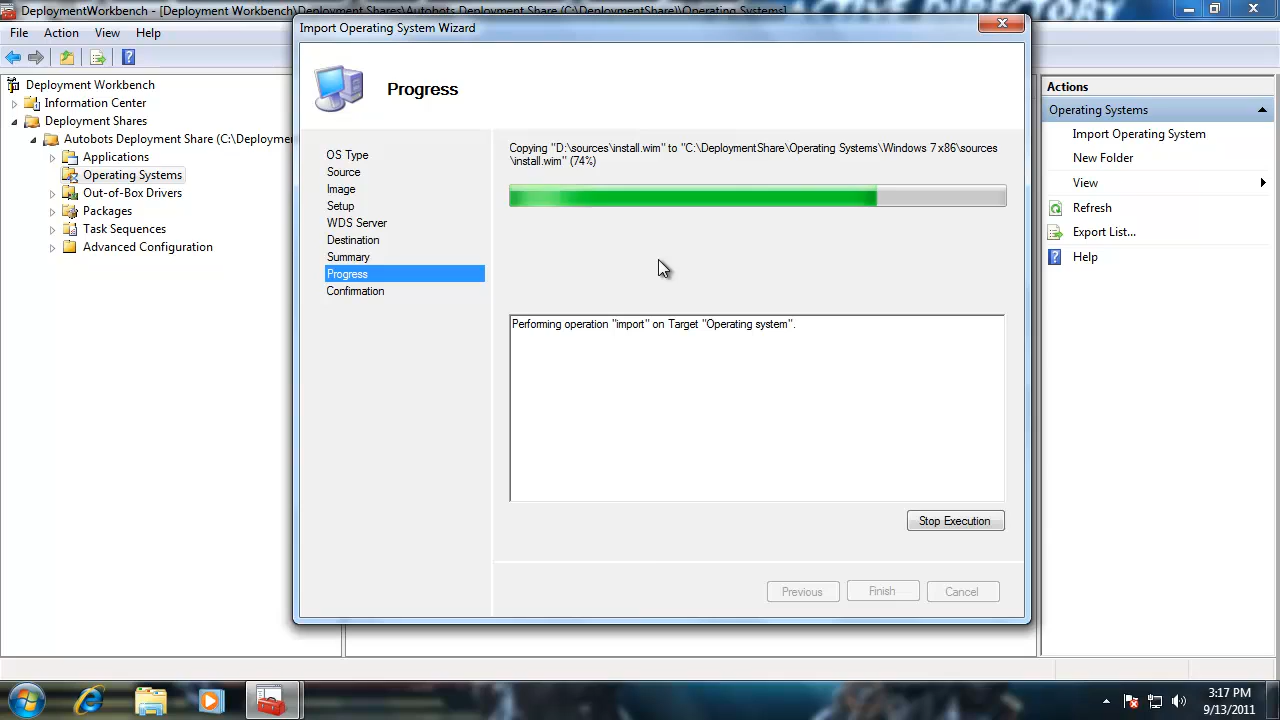 DeploymentWorkbench - [Deployment Workbench\Deployment Shares\Autobots Deployment Share (C:\DeploymentShare)\Operating Systems]
File Action View Help
Import Operating System Wizard
Deployment Workbench
Information Center
Deployment Shares
Autobots Deployment Share (C:\Deployme
Applications
Operating Systems
Out-of-Box Drivers
Packages
Task Sequences
Advanced Configuration
Progress
OS Type
Source
Image
Setup
WDS Server
Destination
Summary
Progress
Confirmation
Copying "D:\sources\install.wim" to "C:\DeploymentShare\Operating Systems\Windows 7 x86\sources
\install.wim" (74%)
Performing operation "import" on Target "Operating system".
Stop Execution
Previous
Finish
Cancel
Actions
Operating Systems
Import Operating System
New Folder
View
Refresh
Export List...
Help
3:17 PM
9/13/2011